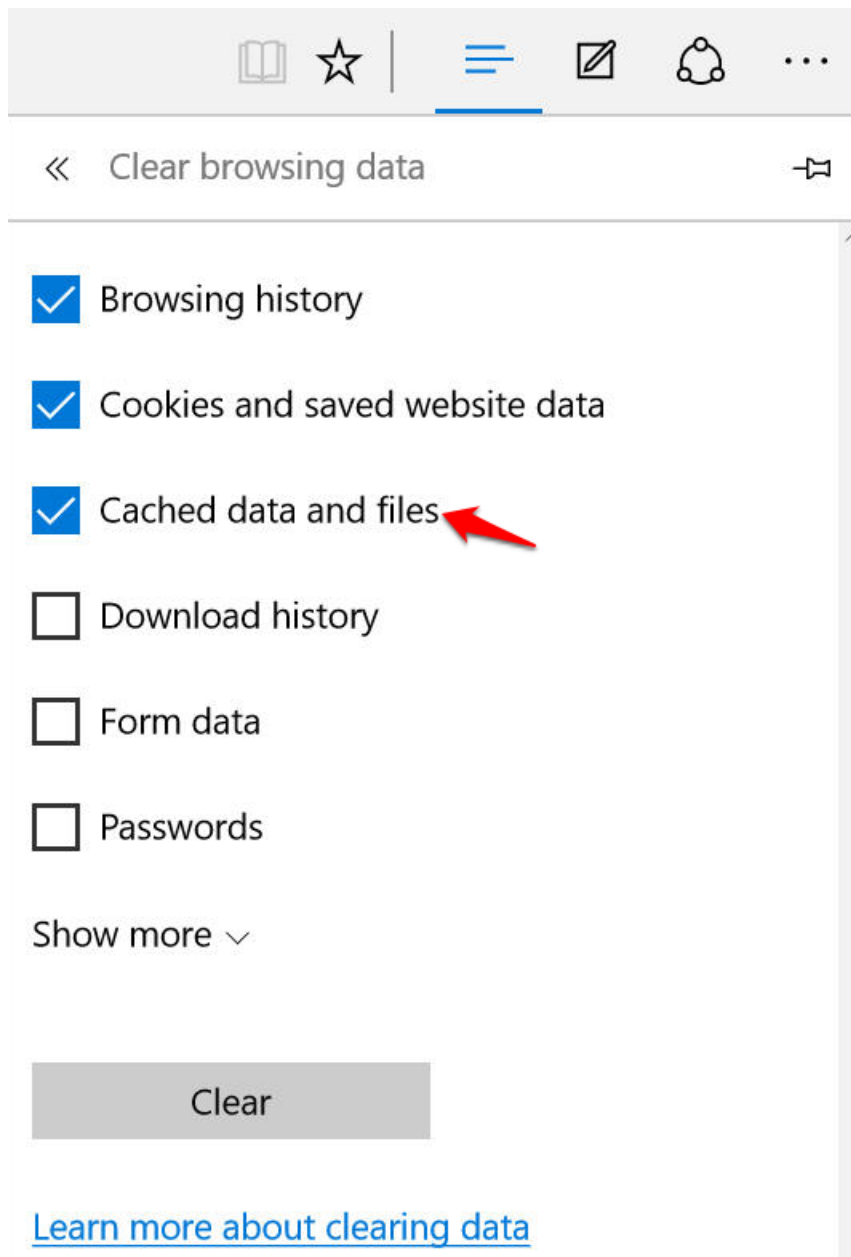 Clear browsing data
Browsing history
Cookies and saved website data
Cached data and files
Download history
Form data
Passwords
Show more
Clear
Learn more about clearing data